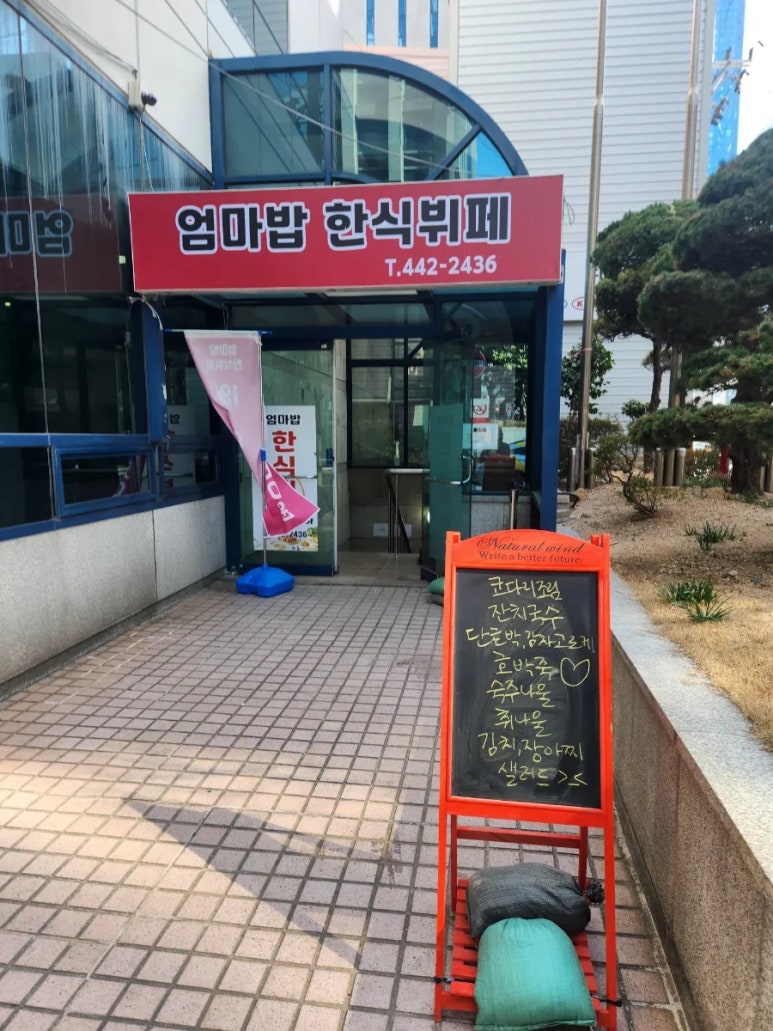 엄마밥 한식뷔페
T.442-2436
엄마밥
한식
2436
Natural wind
Write a better future
코다리조림
잔치국수
단호박,감자고로케
호박죽♡
숙주나물
취나물
김치,장아찌
샐러드><